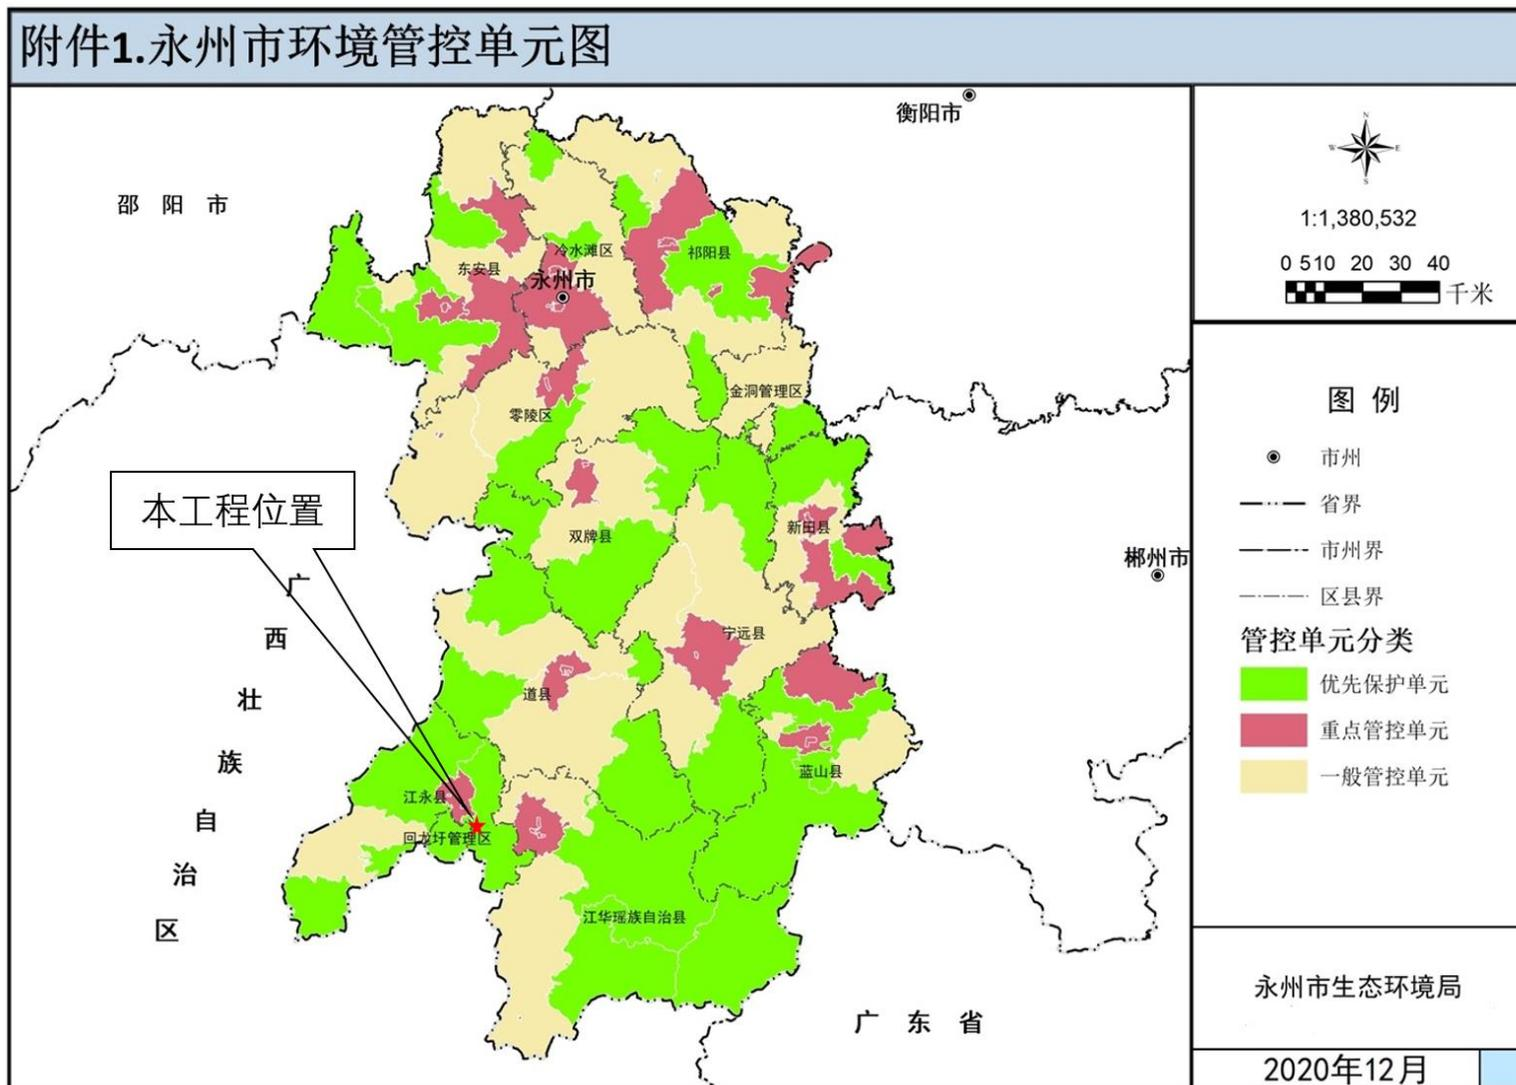 附件1.永州市环境管控单元图
衡阳市
邵阳市
冷水滩区
祁阳县
东安县
永州市
金洞管理区
零陵区
本工程位置
双牌县
新田县
郴州市
宁远县
道县
蓝山县
江永县
回龙圩管理区
江华瑶族自治县
广西壮族自治区
广东省
N
W
E
S
1:1,380,532
0 510 20 30 40
千米
图例
市州
省界
市州界
区县界
管控单元分类
优先保护单元
重点管控单元
一般管控单元
永州市生态环境局
2020年12月